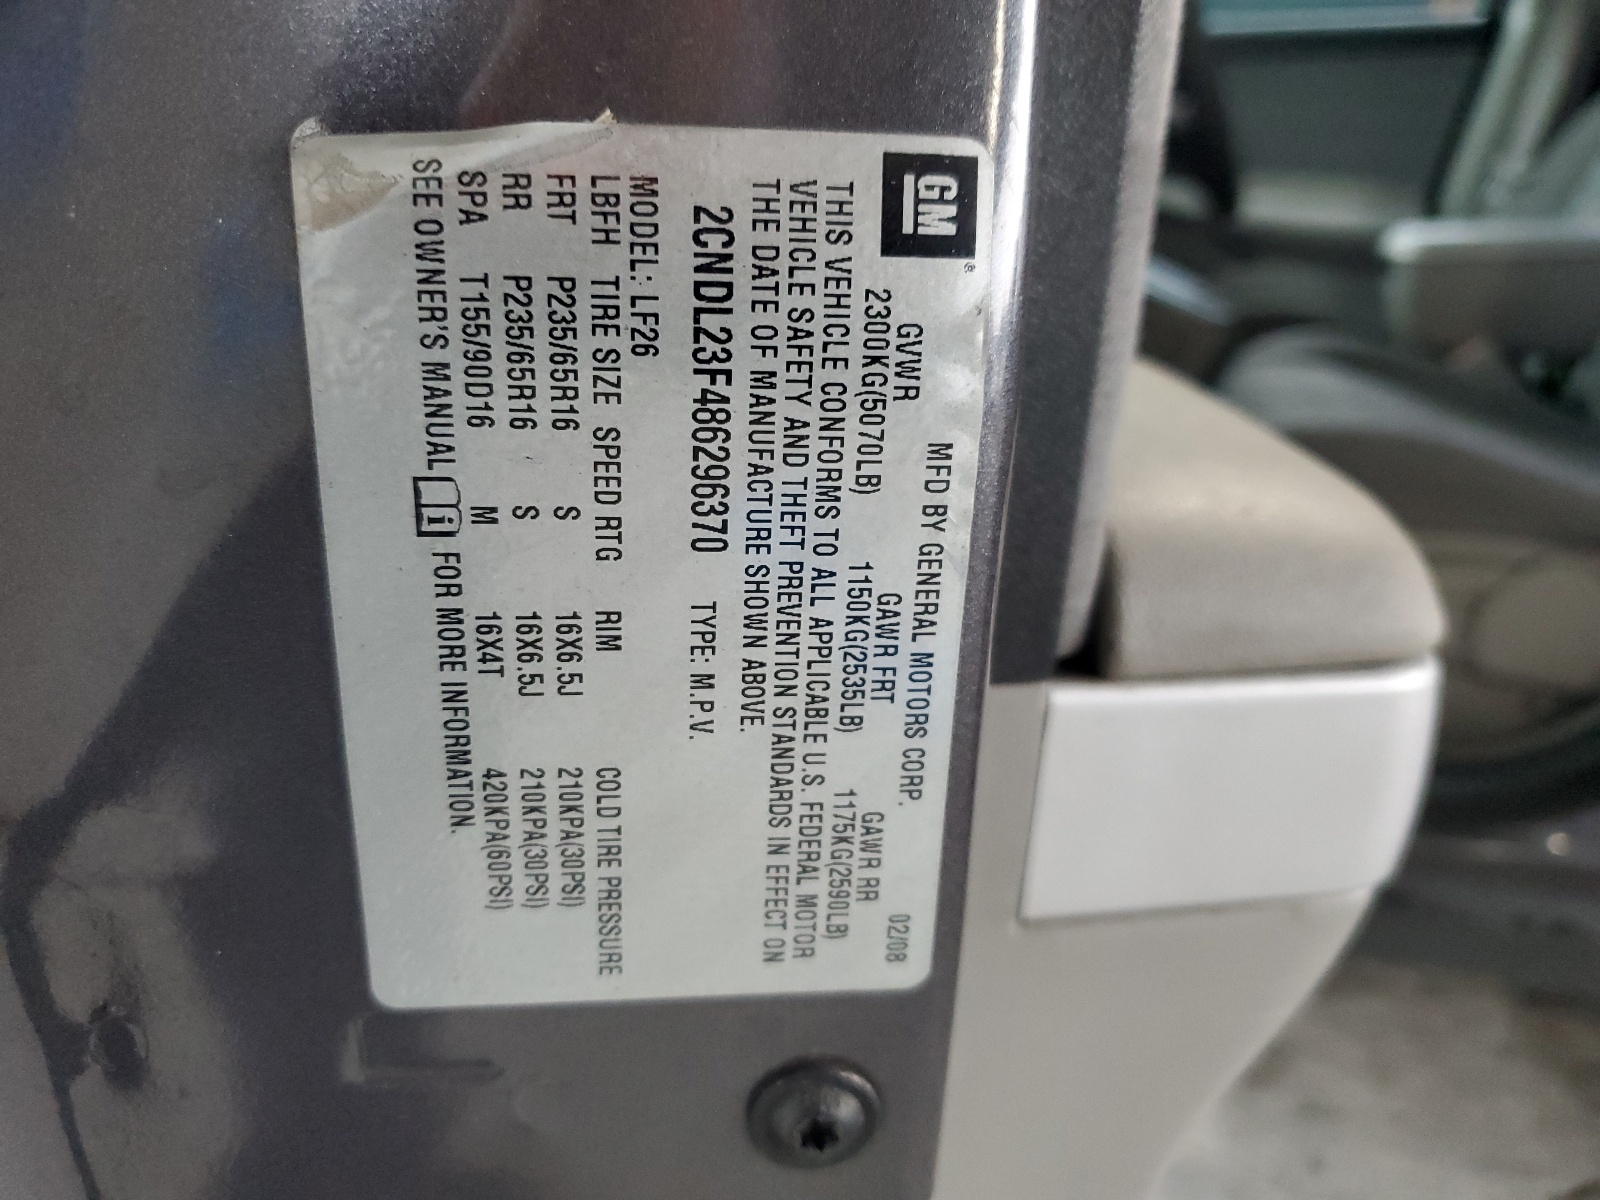 GM®
MFD BY GENERAL MOTORS CORP. 02/08
GVWR GAWR FRT GAWR RR
2300KG(5070LB) 1150KG(2535LB) 1175KG(2590LB)
THIS VEHICLE CONFORMS TO ALL APPLICABLE U.S. FEDERAL MOTOR
VEHICLE SAFETY AND THEFT PREVENTION STANDARDS IN EFFECT ON
THE DATE OF MANUFACTURE SHOWN ABOVE.
2CNDL23F486296370 TYPE: M.P.V.
MODEL: LF26
LBFH TIRE SIZE SPEED RTG RIM COLD TIRE PRESSURE
FRT P235/65R16 S 16X6.5J 210KPA(30PSI)
RR P235/65R16 S 16X6.5J 210KPA(30PSI)
SPA T155/90D16 M 16X4T 420KPA(60PSI)
SEE OWNER'S MANUAL i FOR MORE INFORMATION.